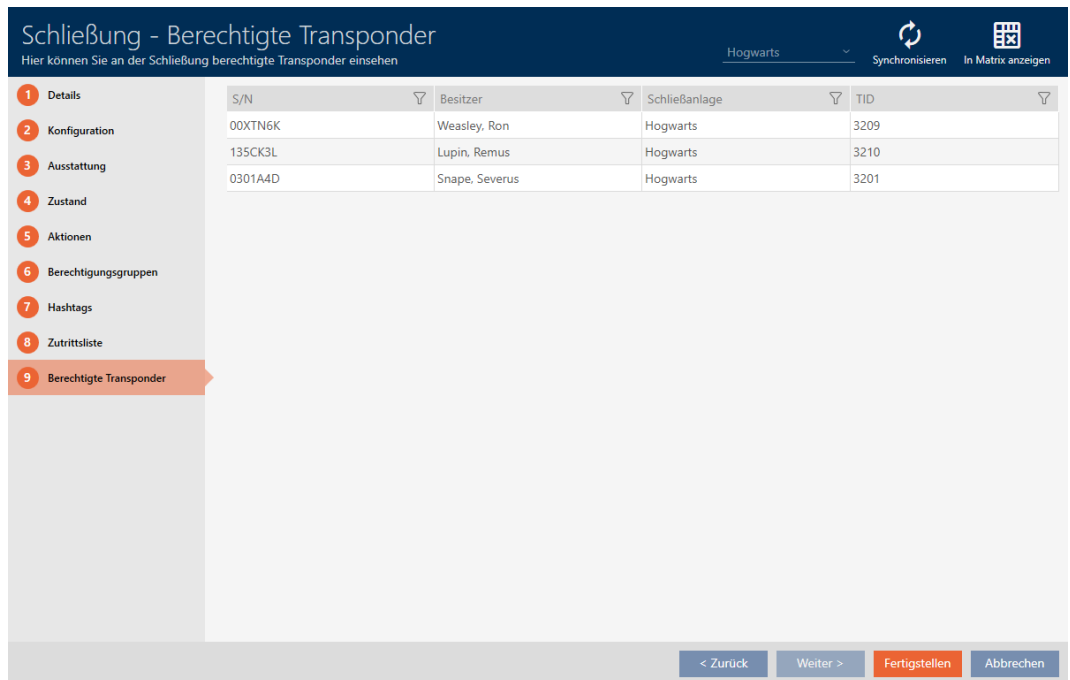 Schließung - Berechtigte Transponder
Hier können Sie an der Schließung berechtigte Transponder einsehen
Hogwarts
Synchronisieren
In Matrix anzeigen
1 Details
2 Konfiguration
3 Ausstattung
4 Zustand
5 Aktionen
6 Berechtigungsgruppen
7 Hashtags
8 Zutrittsliste
9 Berechtigte Transponder
S/N Besitzer Schließanlage TID
00XTN6K Weasley, Ron Hogwarts 3209
135CK3L Lupin, Remus Hogwarts 3210
0301A4D Snape, Severus Hogwarts 3201
< Zurück Weiter > Fertigstellen Abbrechen